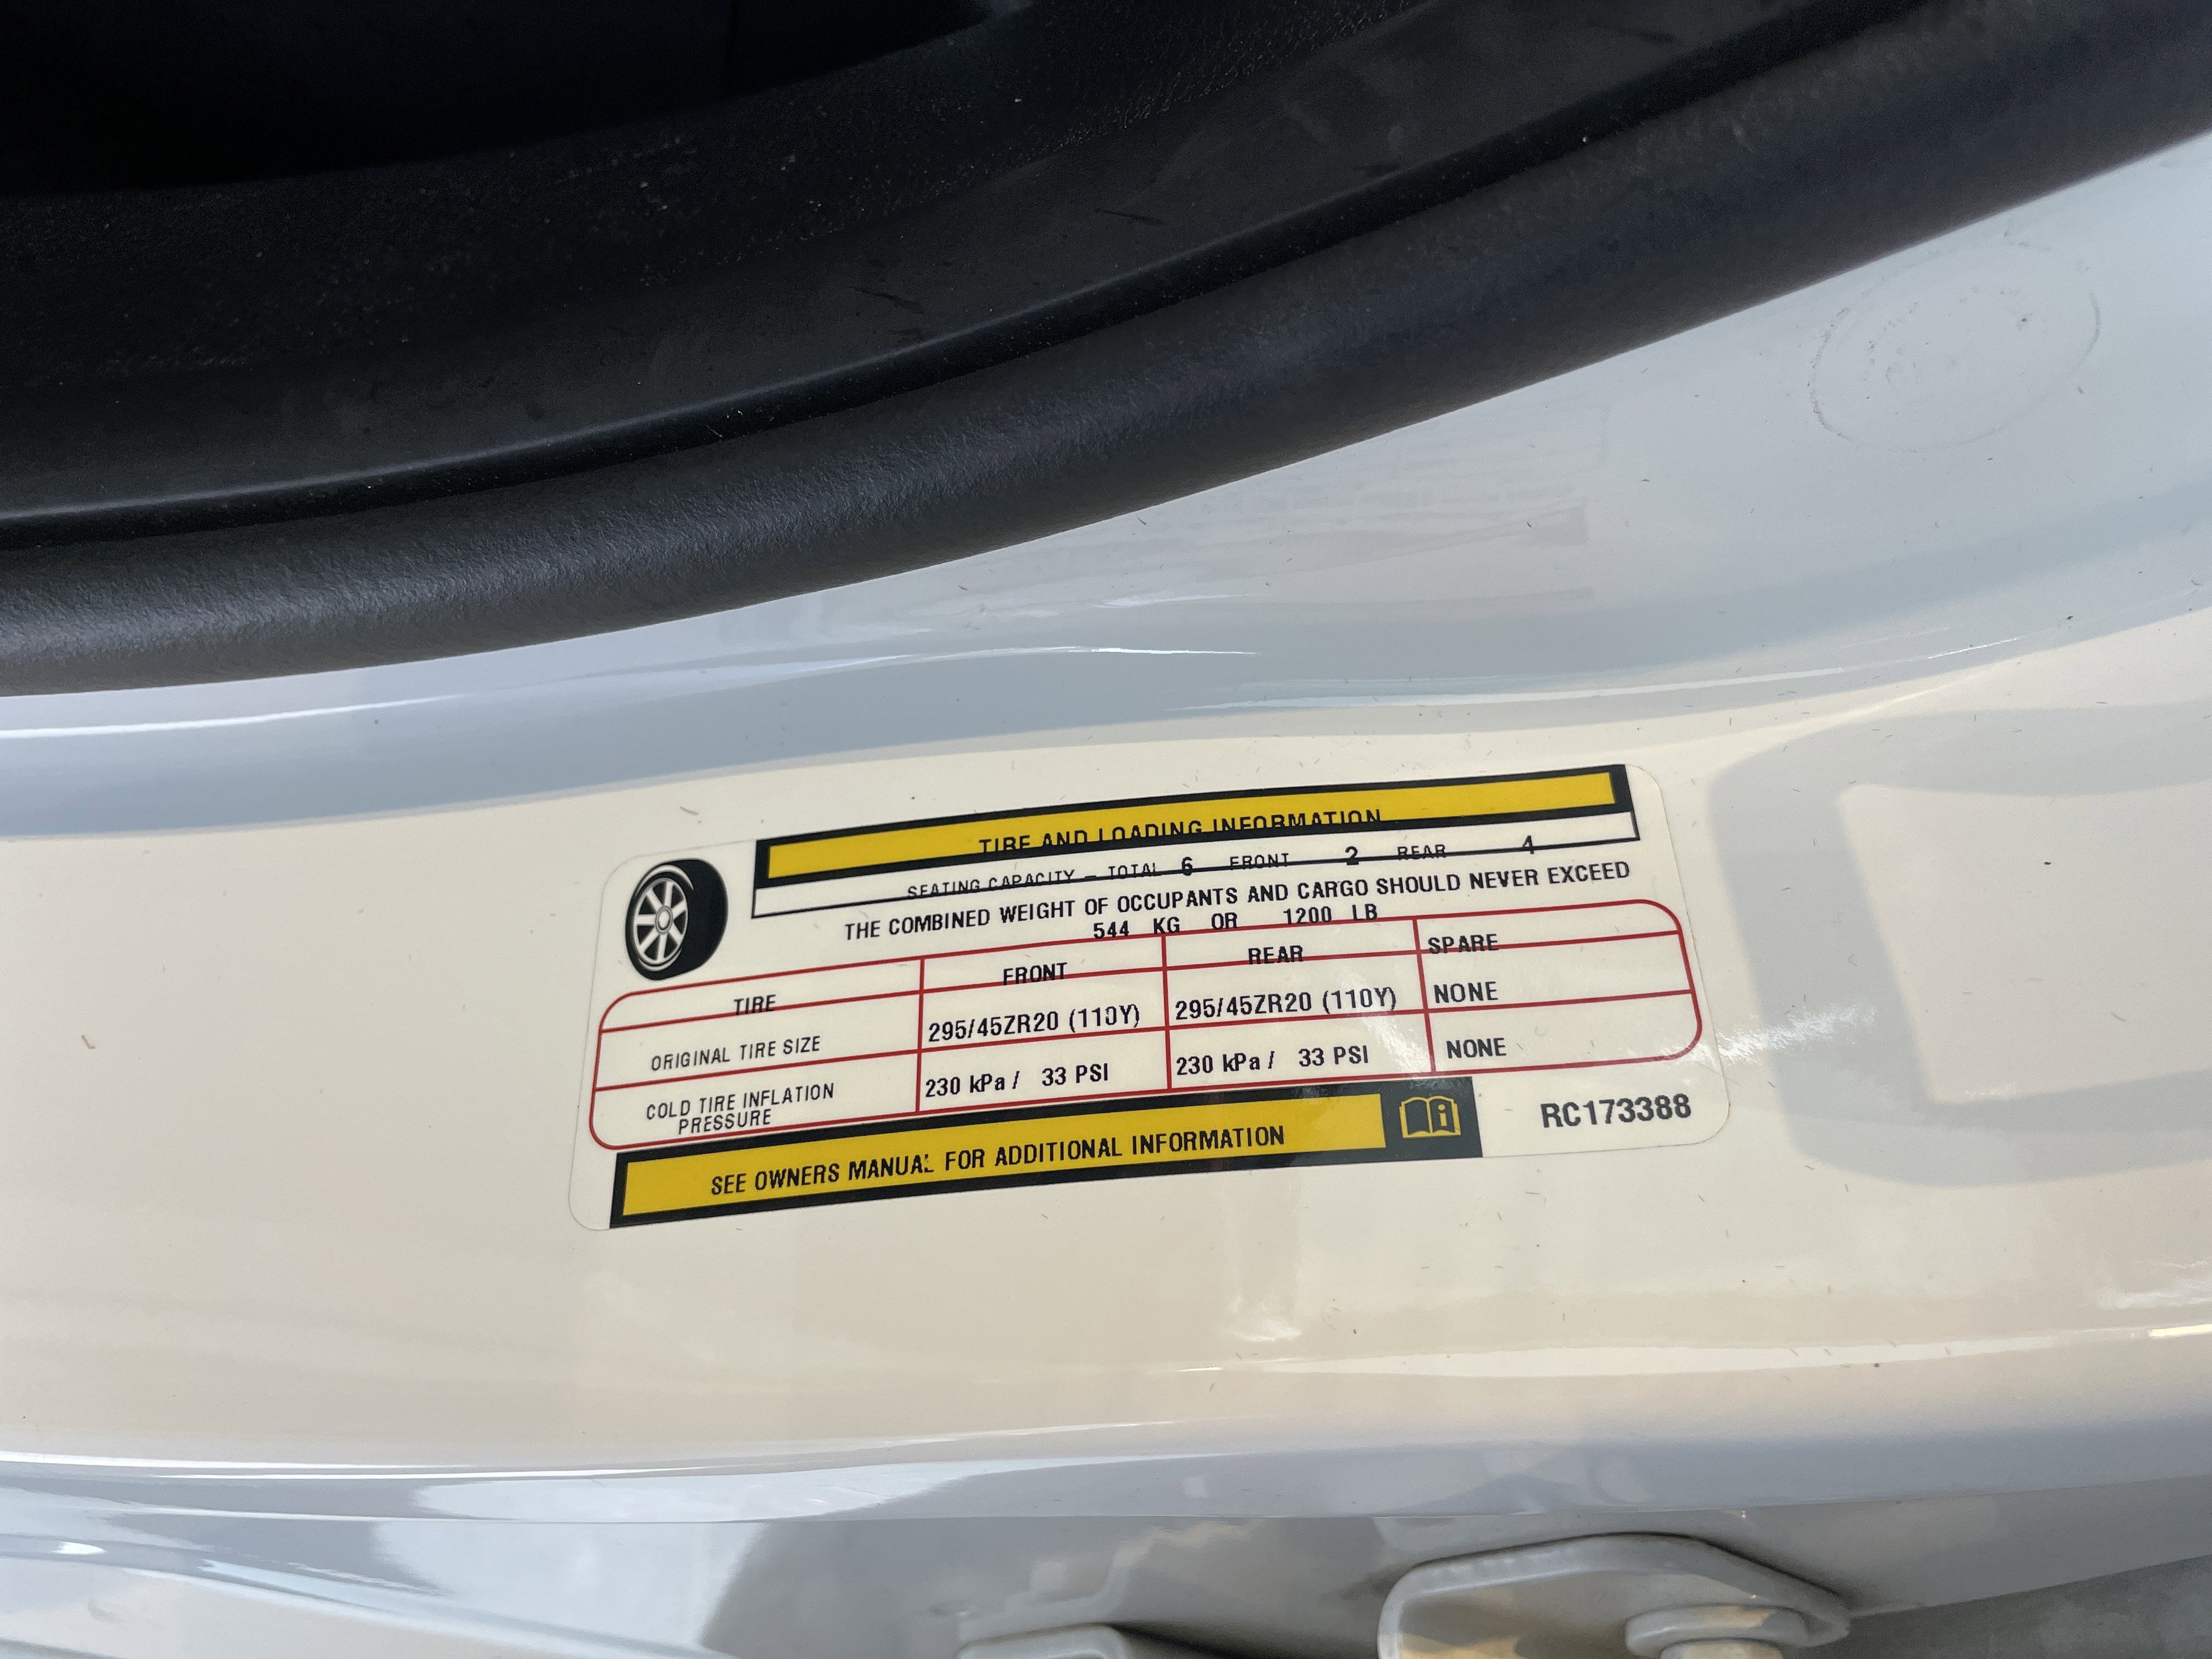 TIRE AND LOADING INFORMATION
SEATING CAPACITY - TOTAL 6 FRONT 2 REAR 4
THE COMBINED WEIGHT OF OCCUPANTS AND CARGO SHOULD NEVER EXCEED
544 KG OR 1200 LB
TIRE FRONT REAR SPARE
ORIGINAL TIRE SIZE 295/45ZR20 (110Y) 295/45ZR20 (110Y) NONE
COLD TIRE INFLATION PRESSURE 230 kPa / 33 PSI 230 kPa / 33 PSI NONE
SEE OWNERS MANUAL FOR ADDITIONAL INFORMATION
RC173388